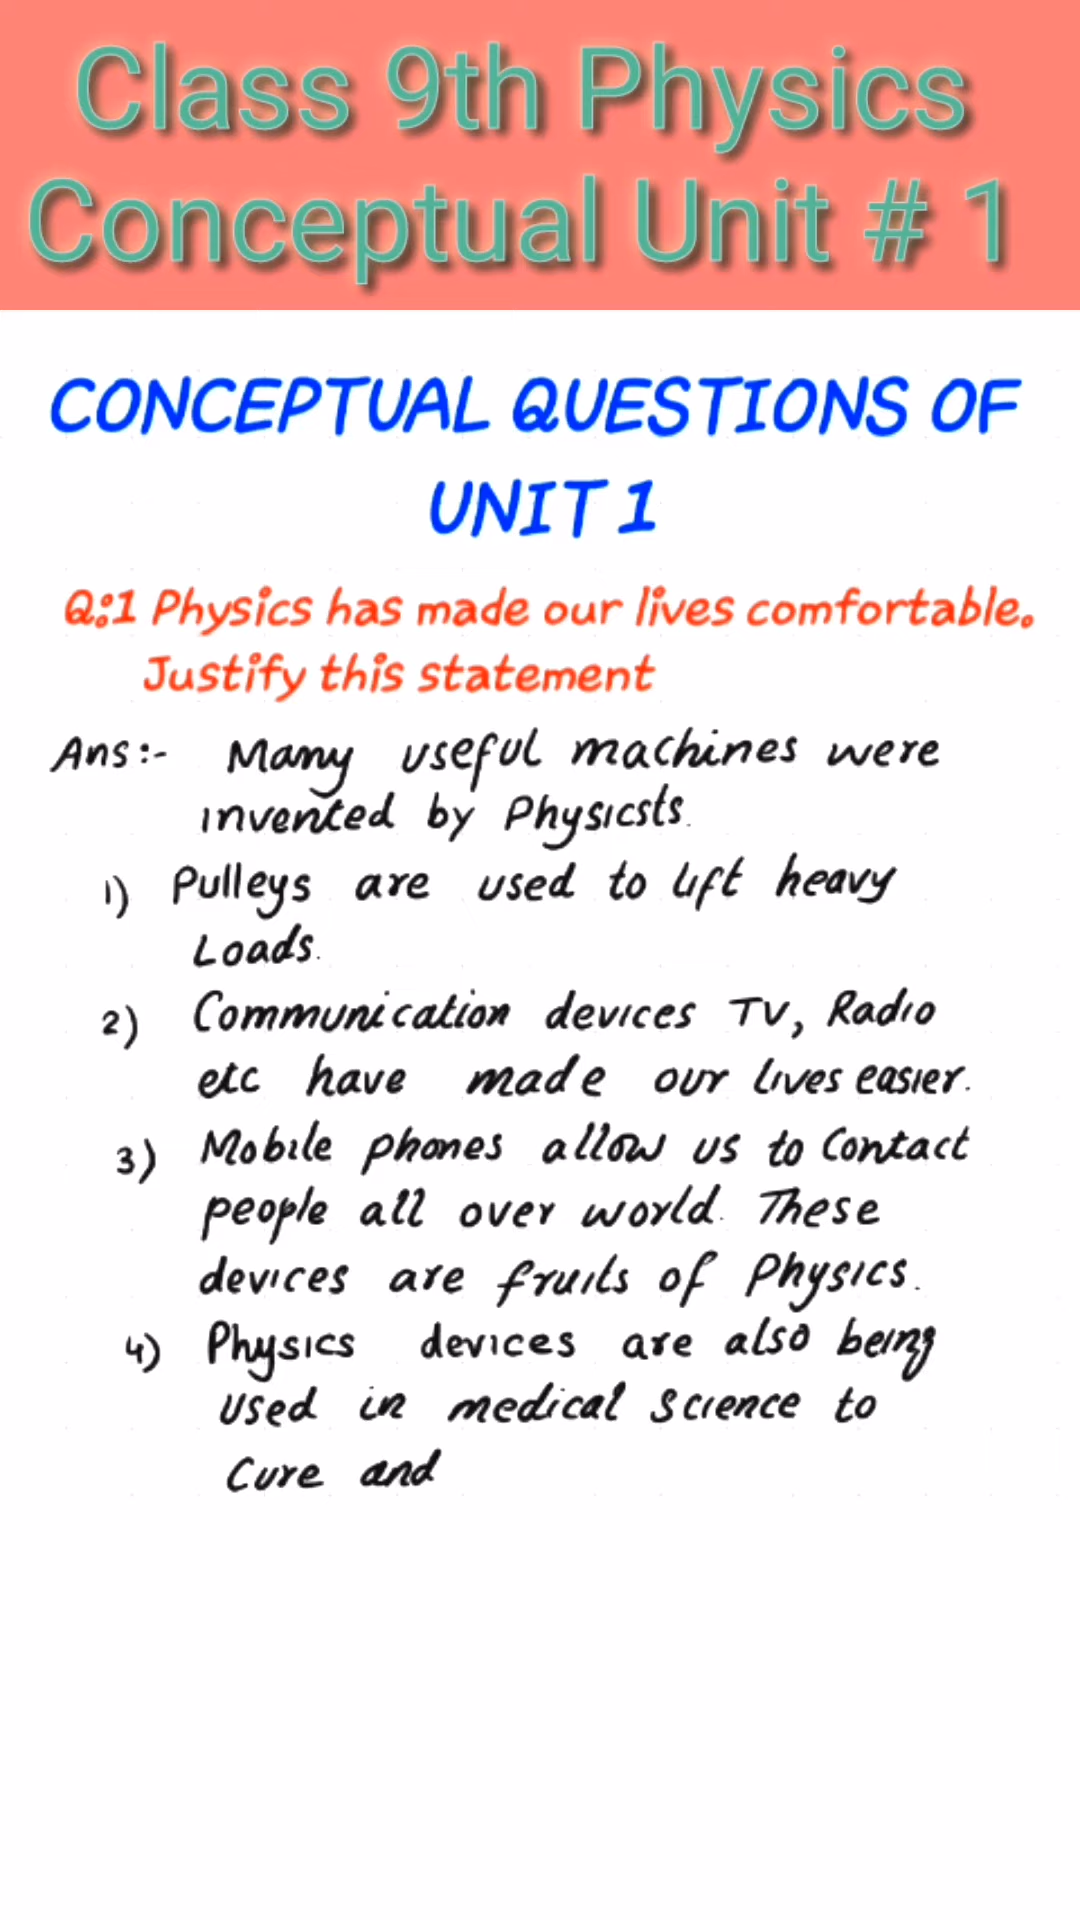 Class 9th Physics
Conceptual Unit # 1
CONCEPTUAL QUESTIONS OF
UNIT 1
Q:1 Physics has made our lives comfortable.
Justify this statement
Ans:- Many useful machines were
invented by Physicsts.
1) Pulleys are used to lift heavy
Loads.
2) Communication devices TV, Radio
etc have made our lives easier.
3) Mobile phones allow us to Contact
people all over world. These
devices are fruits of Physics.
4) Physics devices are also being
used in medical science to
Cure and